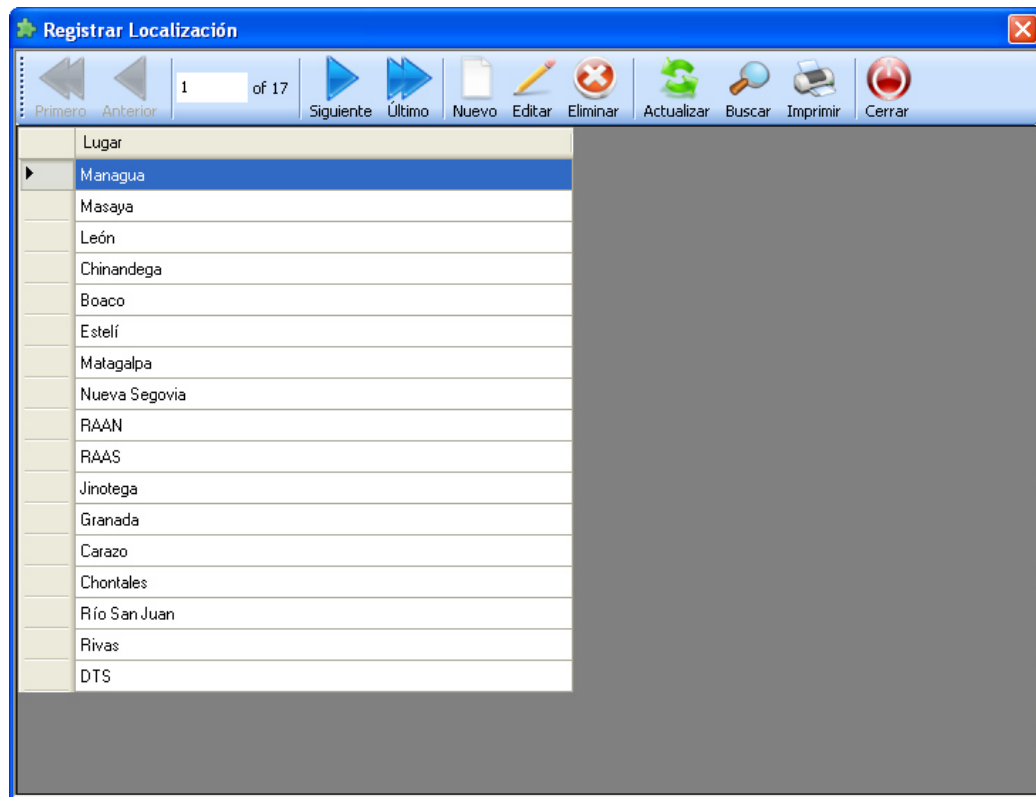 Registrar Localización
Primero Anterior 1 of 17 Siguiente Último Nuevo Editar Eliminar Actualizar Buscar Imprimir Cerrar
Lugar
Managua
Masaya
León
Chinandega
Boaco
Estelí
Matagalpa
Nueva Segovia
RAAN
RAAS
Jinotega
Granada
Carazo
Chontales
Río San Juan
Rivas
DTS